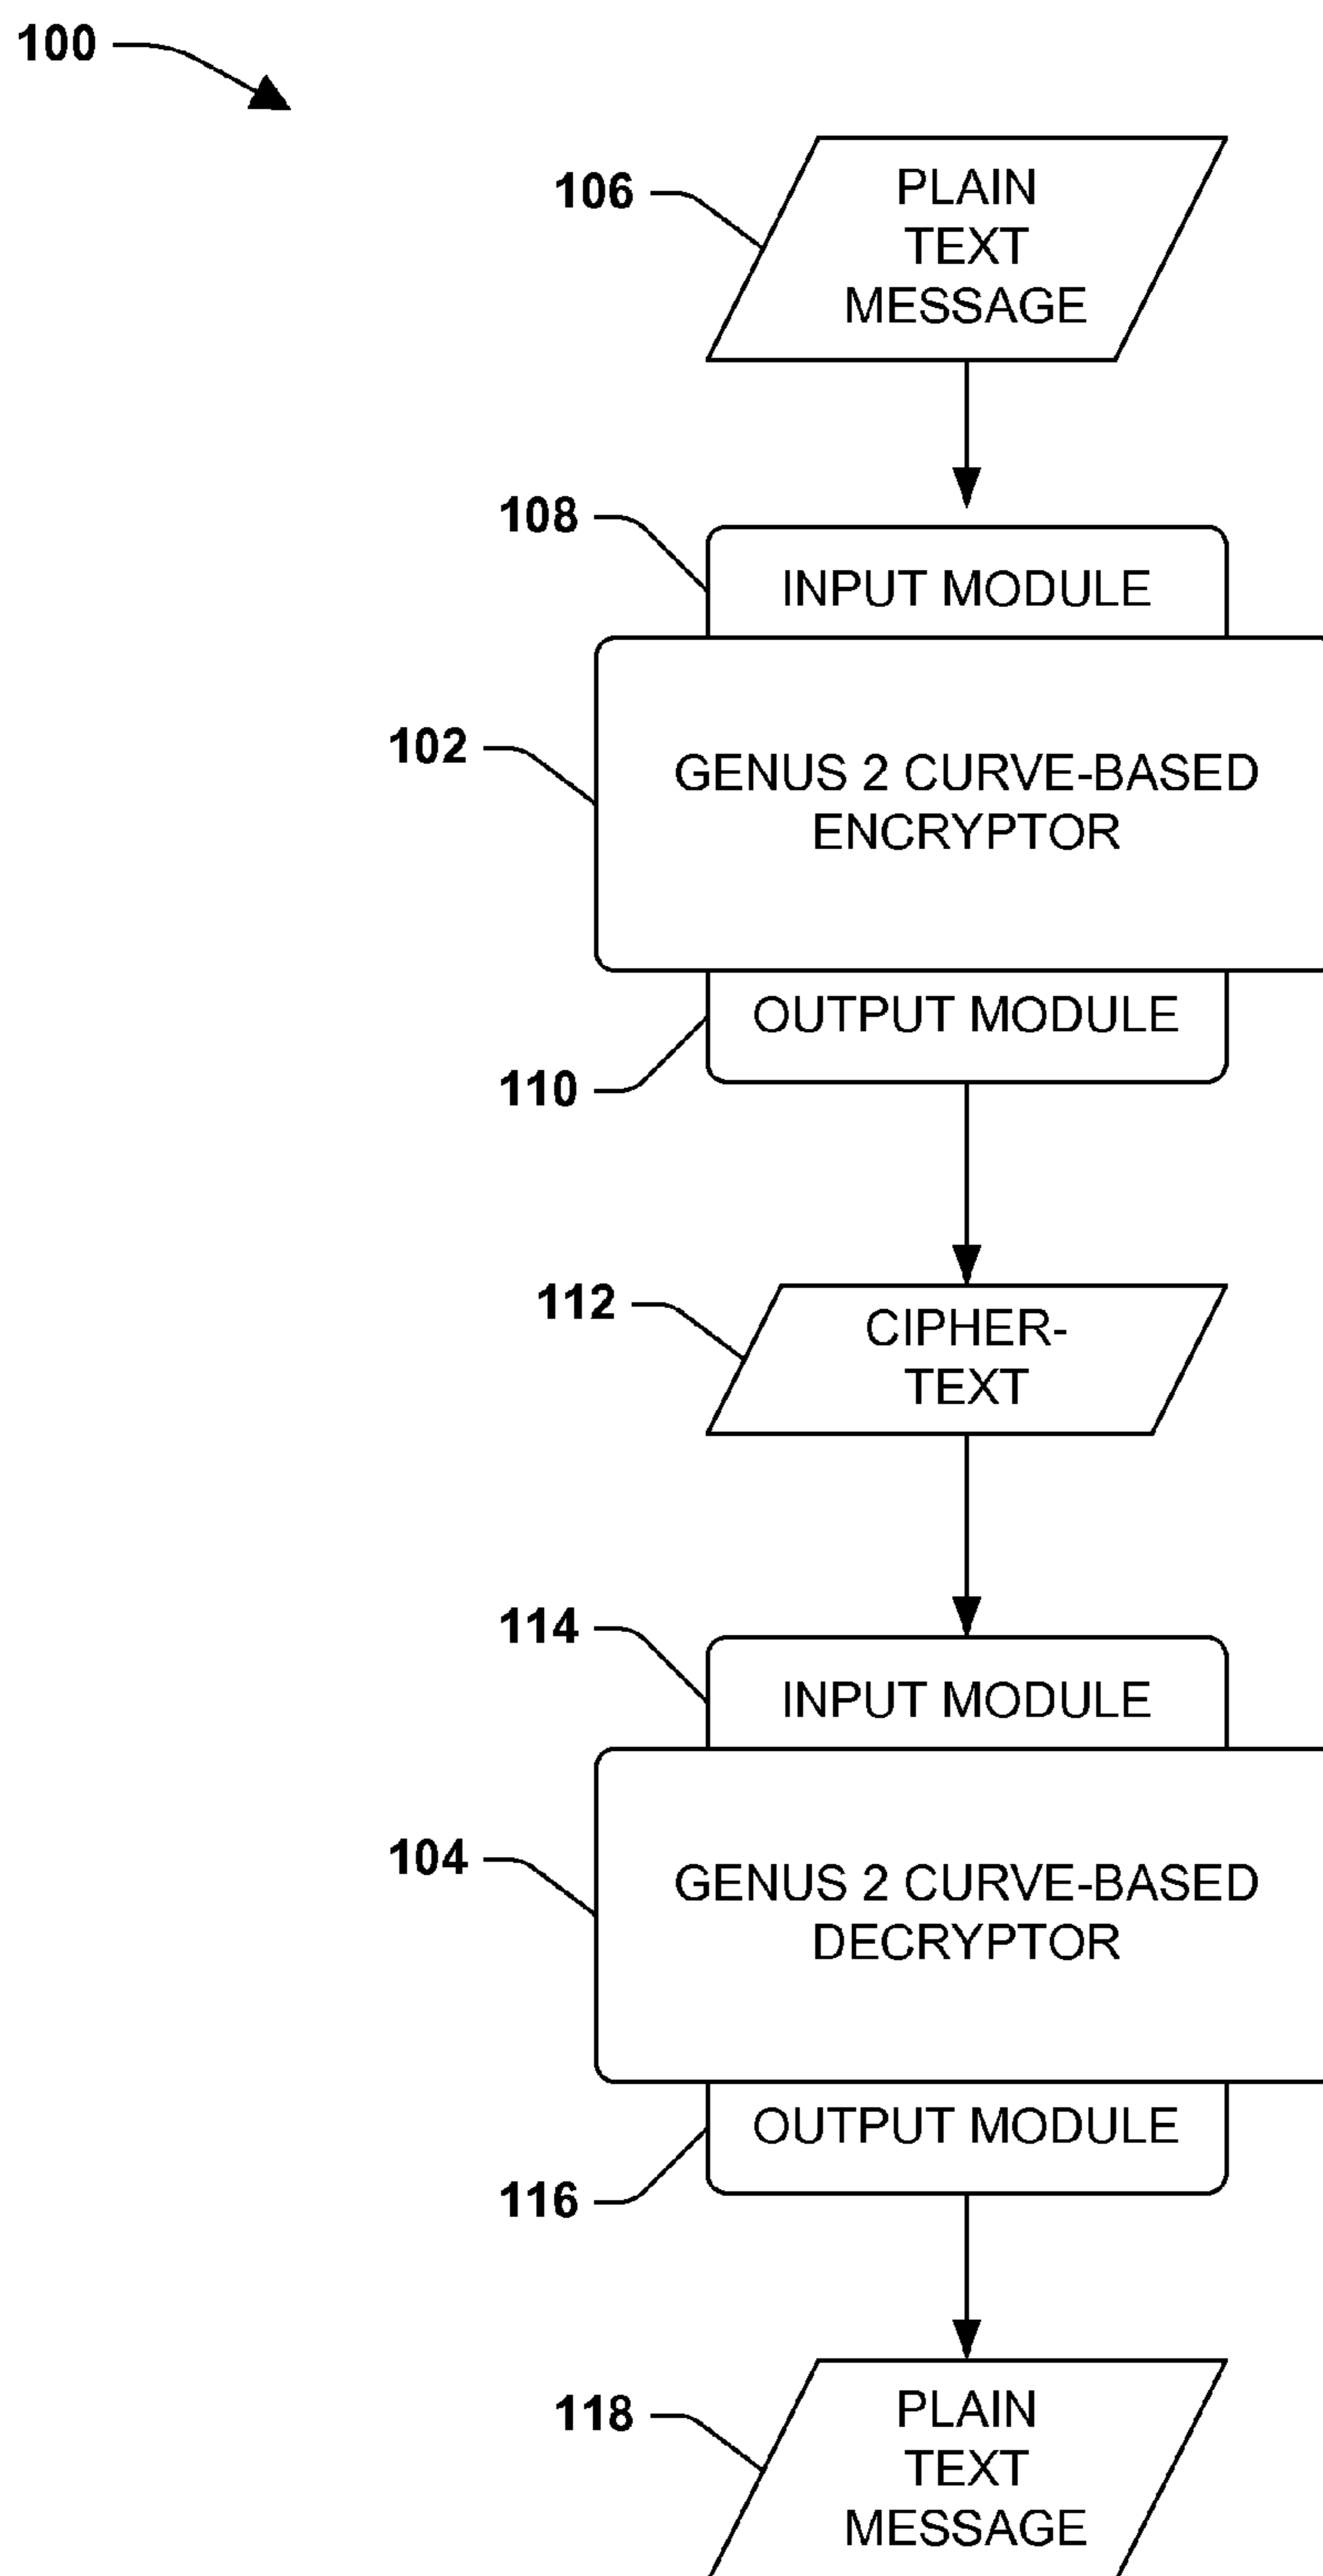 100
106
PLAIN
TEXT
MESSAGE
108
INPUT MODULE
102
GENUS 2 CURVE-BASED
ENCRYPTOR
OUTPUT MODULE
110
112
CIPHER-
TEXT
114
INPUT MODULE
104
GENUS 2 CURVE-BASED
DECRYPTOR
OUTPUT MODULE
116
118
PLAIN
TEXT
MESSAGE